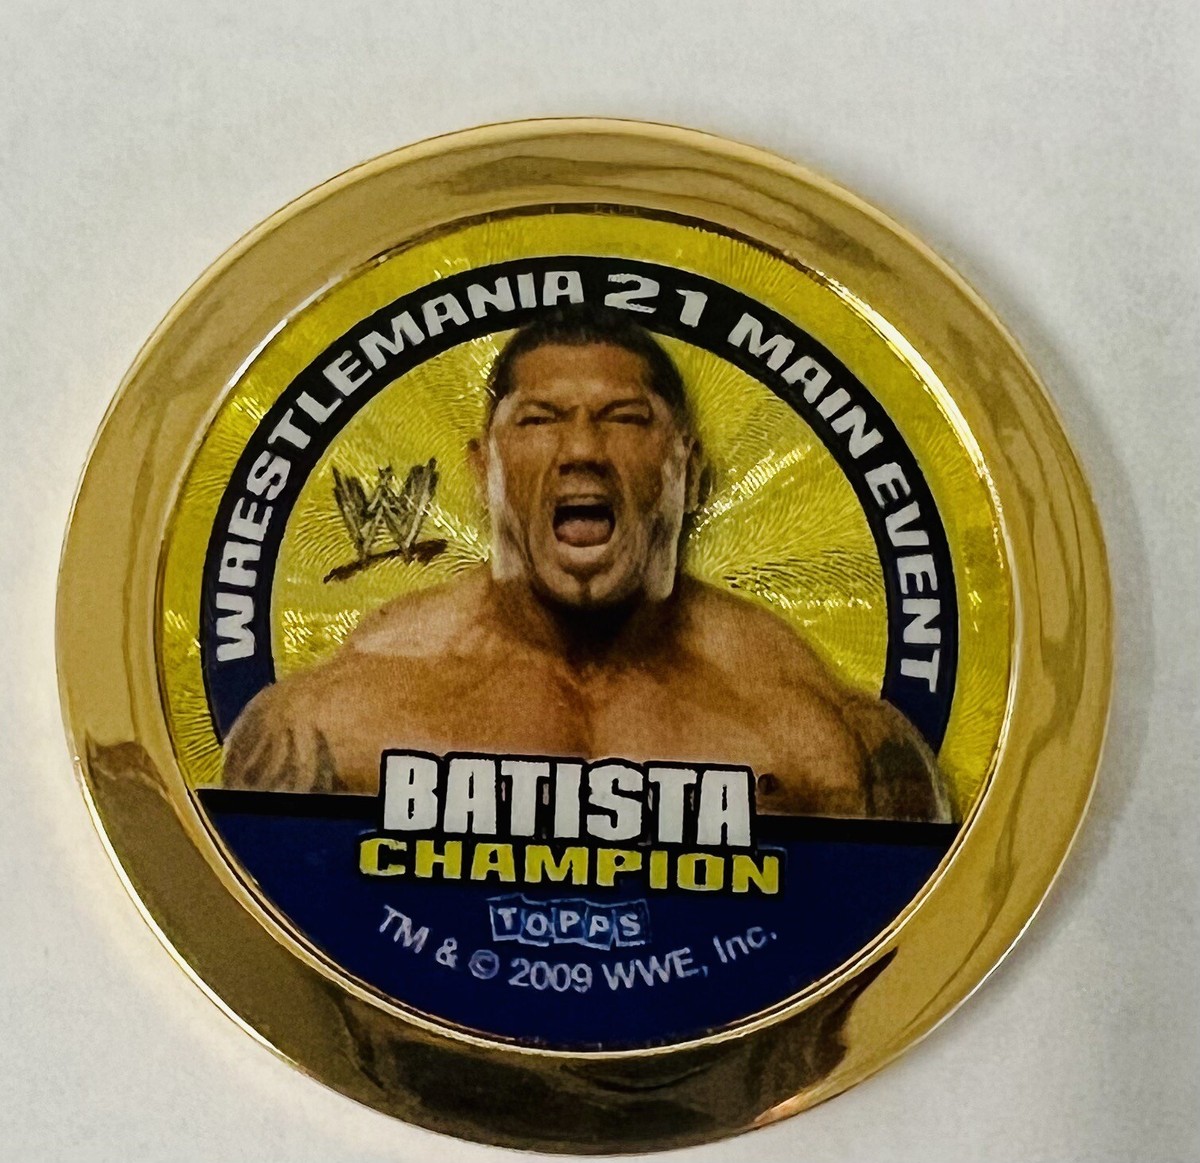 WRESTLEMANIA 21 MAIN EVENT
W
BATISTA
CHAMPION
TOPPS
TM & © 2009 WWE, Inc.